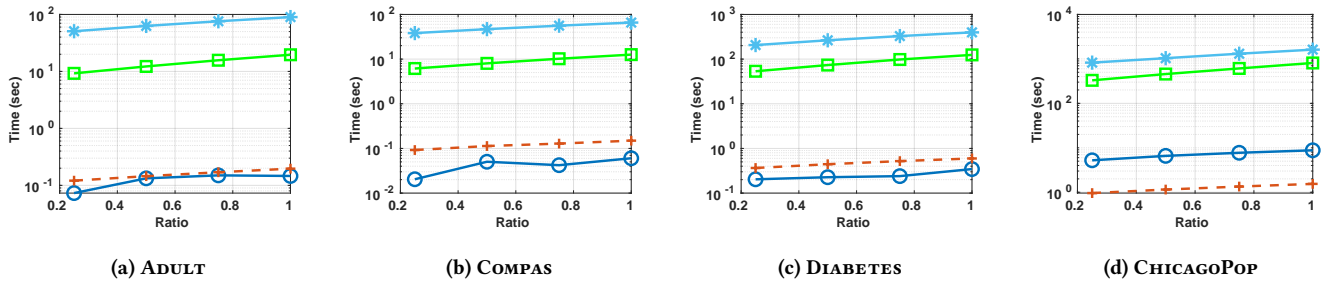 10^2
10^1
10^0
10^-1
Time (sec)
0.2 0.4 0.6 0.8 1
Ratio
(a) Adult
10^2
10^1
10^0
10^-1
10^-2
Time (sec)
0.2 0.4 0.6 0.8 1
Ratio
(b) Compas
10^3
10^2
10^1
10^0
10^-1
Time (sec)
0.2 0.4 0.6 0.8 1
Ratio
(c) Diabetes
10^4
10^2
10^0
Time (sec)
0.2 0.4 0.6 0.8 1
Ratio
(d) ChicagoPop